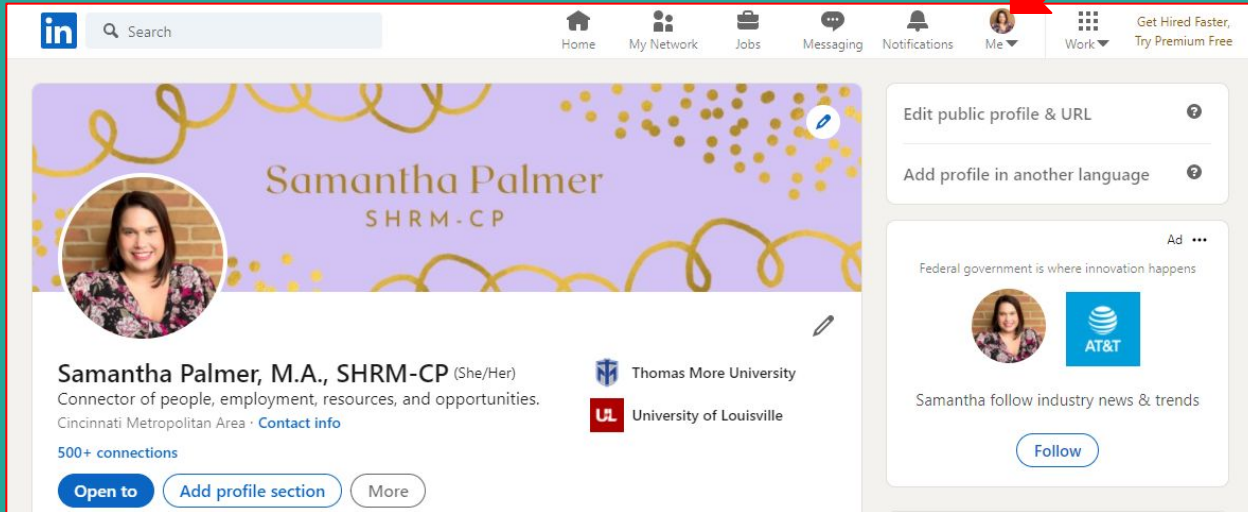 in
Search
Home
My Network
Jobs
Messaging
Notifications
Me
Work
Get Hired Faster,
Try Premium Free
Samantha Palmer
SHRM-CP
Edit public profile & URL
Add profile in another language
Ad
Federal government is where innovation happens
AT&T
Samantha follow industry news & trends
Follow
Samantha Palmer, M.A., SHRM-CP (She/Her)
Connector of people, employment, resources, and opportunities.
Cincinnati Metropolitan Area · Contact info
500+ connections
Open to
Add profile section
More
Thomas More University
UL University of Louisville